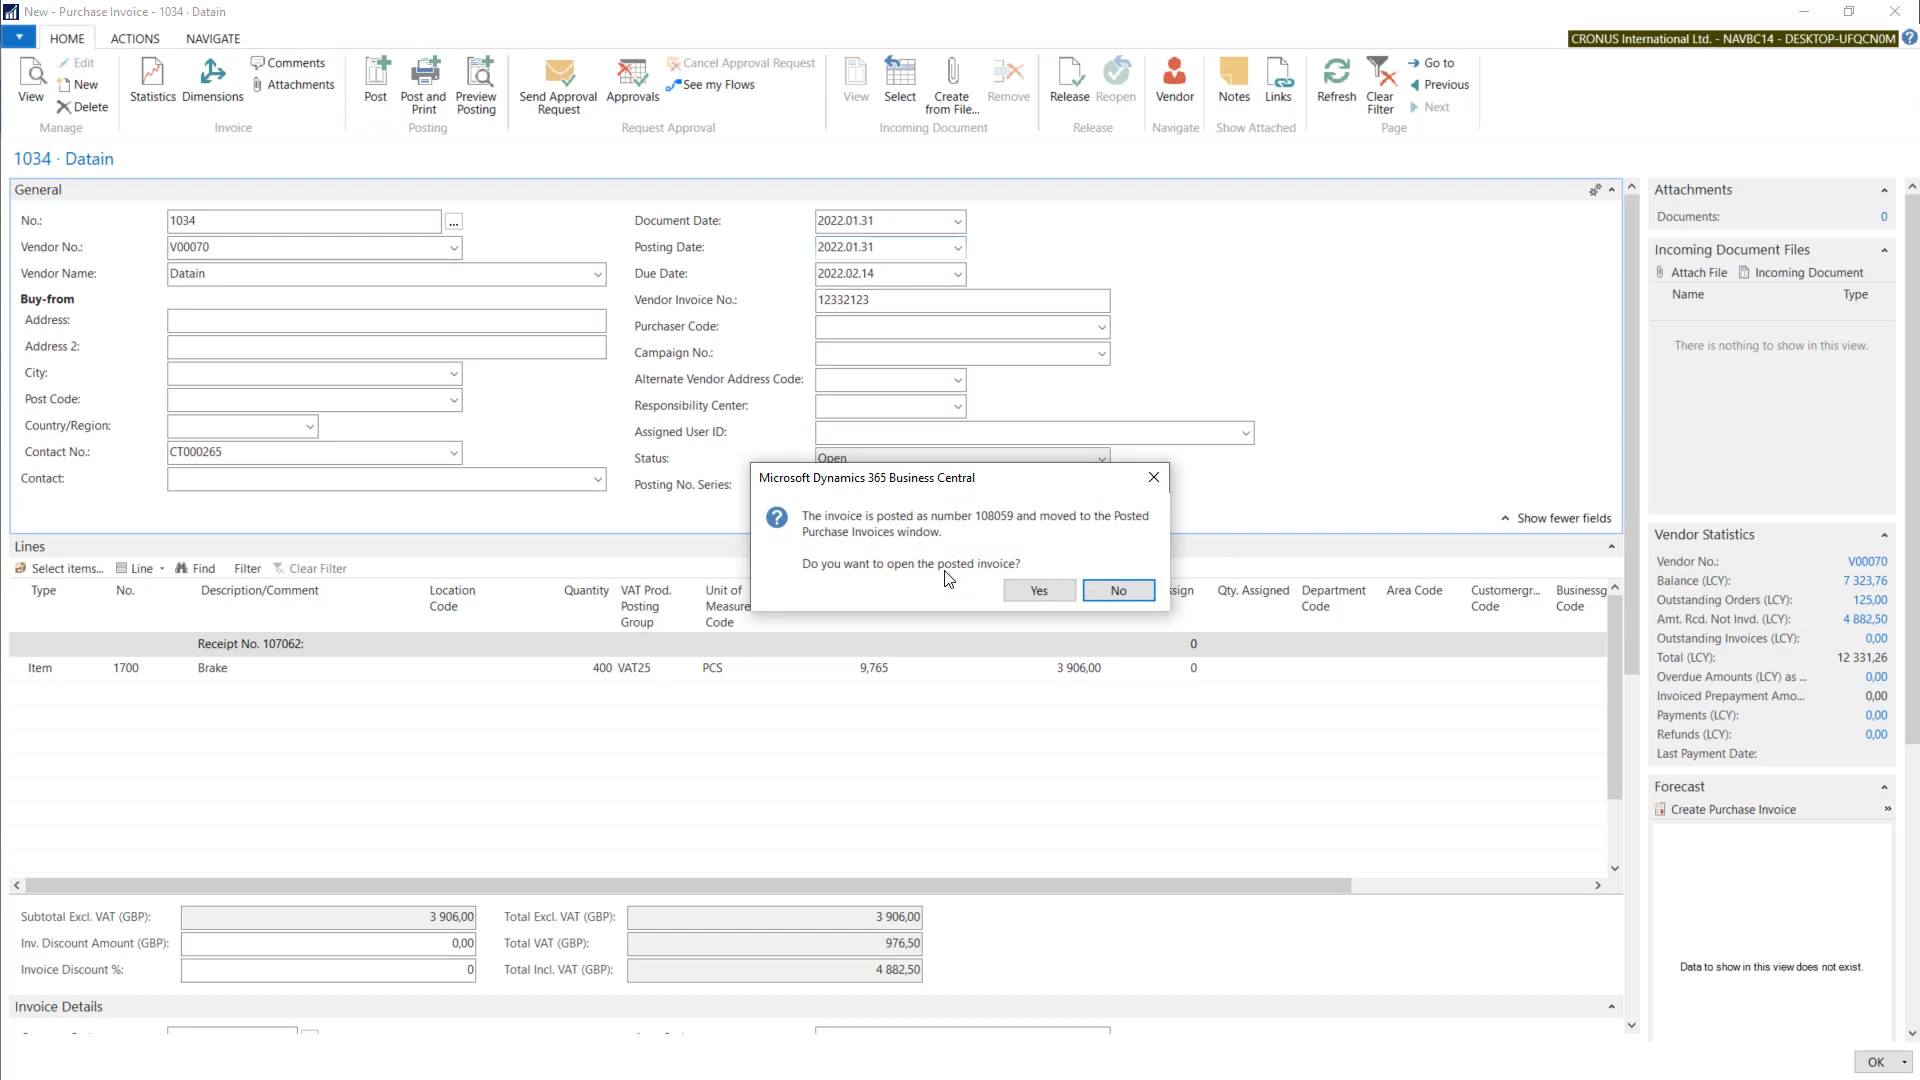 New - Purchase Invoice - 1034 · Datain
HOME
ACTIONS
NAVIGATE
CRONUS International Ltd. - NAVBC14 - DESKTOP-UFQCN0M
View
Edit
New
Delete
Manage
Statistics
Dimensions
Comments
Attachments
Invoice
Post
Post and Print
Preview Posting
Posting
Send Approval Request
Approvals
Cancel Approval Request
See my Flows
Request Approval
View
Select
Create from File...
Remove
Incoming Document
Release
Reopen
Release
Vendor
Navigate
Notes
Links
Show Attached
Refresh
Clear Filter
Go to
Previous
Next
Page
1034 · Datain
General
No.: 1034 ...
Vendor No.: V00070
Vendor Name: Datain
Buy-from
Address:
Address 2:
City:
Post Code:
Country/Region:
Contact No.: CT000265
Contact:
Document Date: 2022.01.31
Posting Date: 2022.01.31
Due Date: 2022.02.14
Vendor Invoice No.: 12332123
Purchaser Code:
Campaign No.:
Alternate Vendor Address Code:
Responsibility Center:
Assigned User ID:
Status: Open
Posting No. Series:
Show fewer fields
Microsoft Dynamics 365 Business Central
The invoice is posted as number 108059 and moved to the Posted
Purchase Invoices window.
Do you want to open the posted invoice?
Yes
No
Lines
Select items... Line Find Filter Clear Filter
Type
No.
Description/Comment
Location Code
Quantity
VAT Prod. Posting Group
Unit of Measure Code
Qty. Assigned
Department Code
Area Code
Customergr... Code
Businessg Code
Receipt No. 107062: 0
Item 1700 Brake 400 VAT25 PCS 9,765 3 906,00 0
Subtotal Excl. VAT (GBP): 3 906,00
Inv. Discount Amount (GBP): 0,00
Invoice Discount %: 0
Total Excl. VAT (GBP): 3 906,00
Total VAT (GBP): 976,50
Total Incl. VAT (GBP): 4 882,50
Invoice Details
Attachments
Documents: 0
Incoming Document Files
Attach File Incoming Document
Name Type
There is nothing to show in this view.
Vendor Statistics
Vendor No.: V00070
Balance (LCY): 7 323,76
Outstanding Orders (LCY): 125,00
Amt. Rcd. Not Invd. (LCY): 4 882,50
Outstanding Invoices (LCY): 0,00
Total (LCY): 12 331,26
Overdue Amounts (LCY) as ... 0,00
Invoiced Prepayment Amo... 0,00
Payments (LCY): 0,00
Refunds (LCY): 0,00
Last Payment Date:
Forecast
Create Purchase Invoice »
Data to show in this view does not exist.
OK